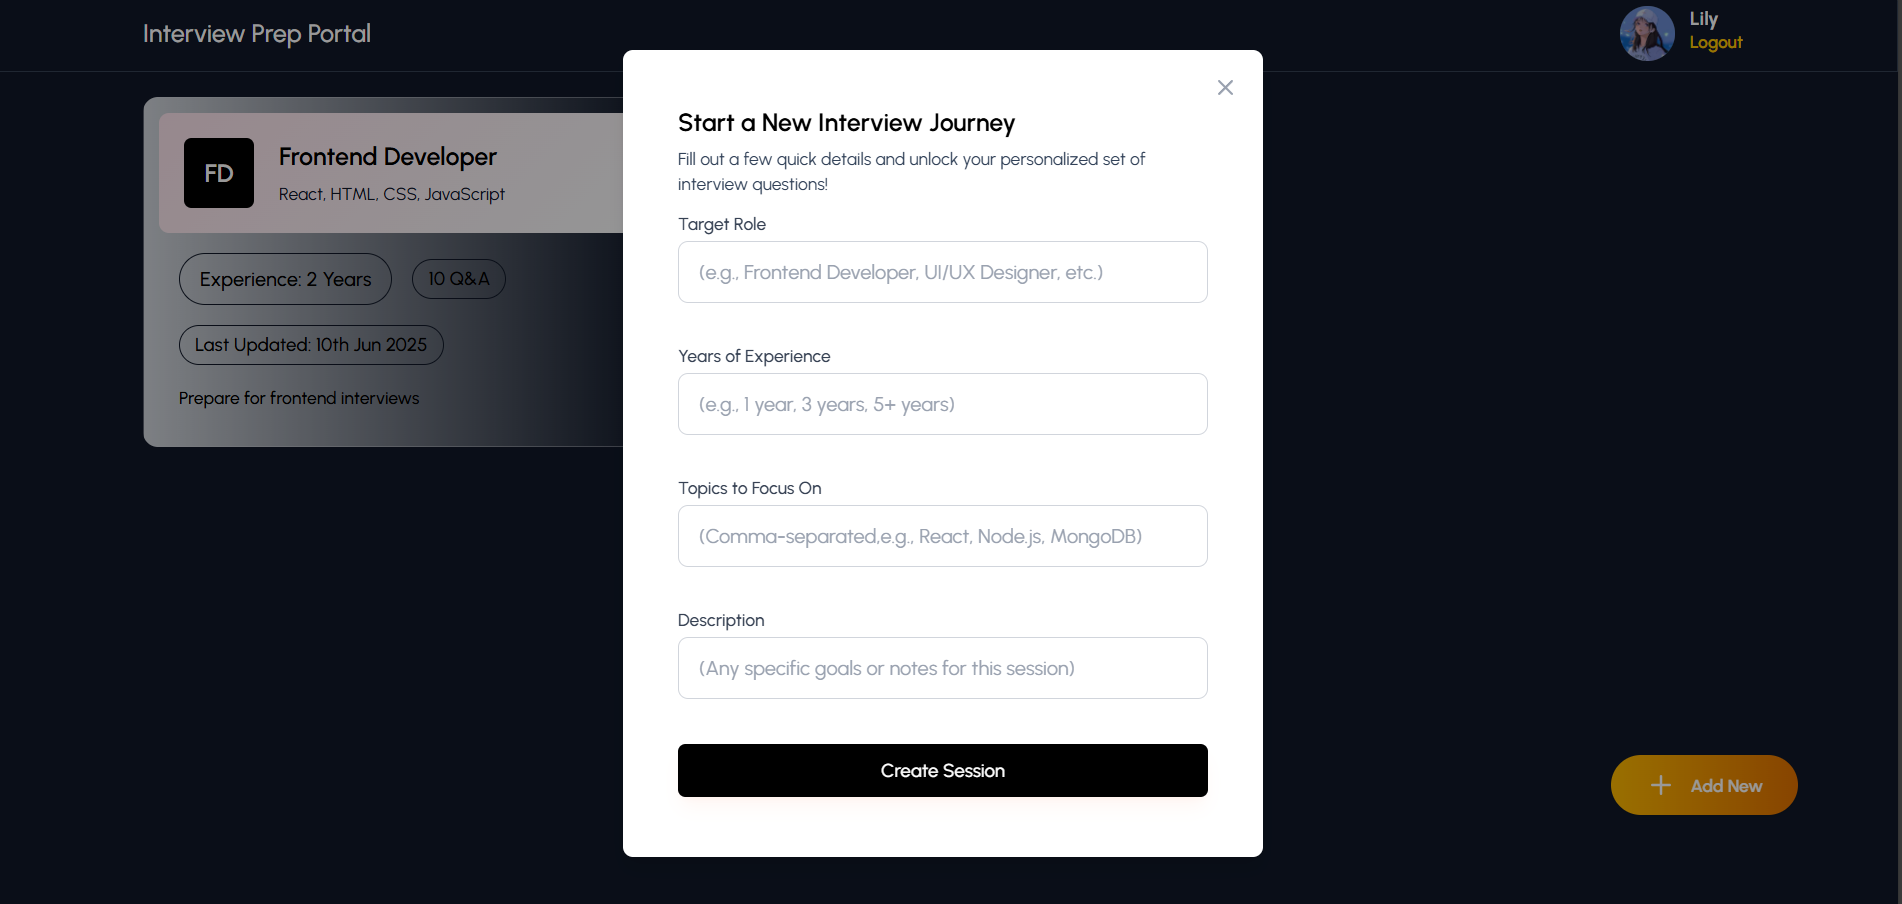 Interview Prep Portal
Lily
Logout
FD
Frontend Developer
React, HTML, CSS, JavaScript
Experience: 2 Years
10 Q&A
Last Updated: 10th Jun 2025
Prepare for frontend interviews
Start a New Interview Journey
Fill out a few quick details and unlock your personalized set of
interview questions!
Target Role
(e.g., Frontend Developer, UI/UX Designer, etc.)
Years of Experience
(e.g., 1 year, 3 years, 5+ years)
Topics to Focus On
(Comma-separated,e.g., React, Node.js, MongoDB)
Description
(Any specific goals or notes for this session)
Create Session
Add New